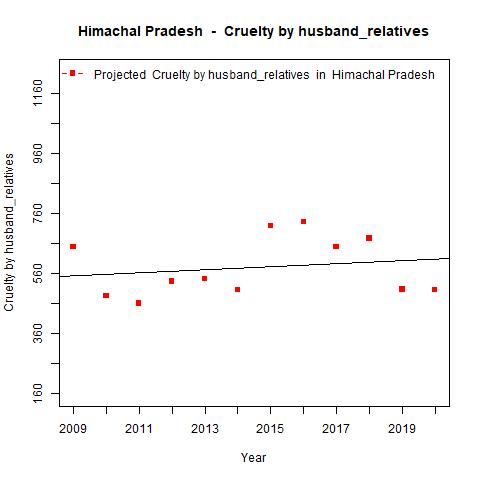 Himachal Pradesh - Cruelty by husband_relatives
Projected Cruelty by husband_relatives in Himachal Pradesh
Cruelty by husband_relatives
1160
960
760
560
360
160
2009 2011 2013 2015 2017 2019
Year